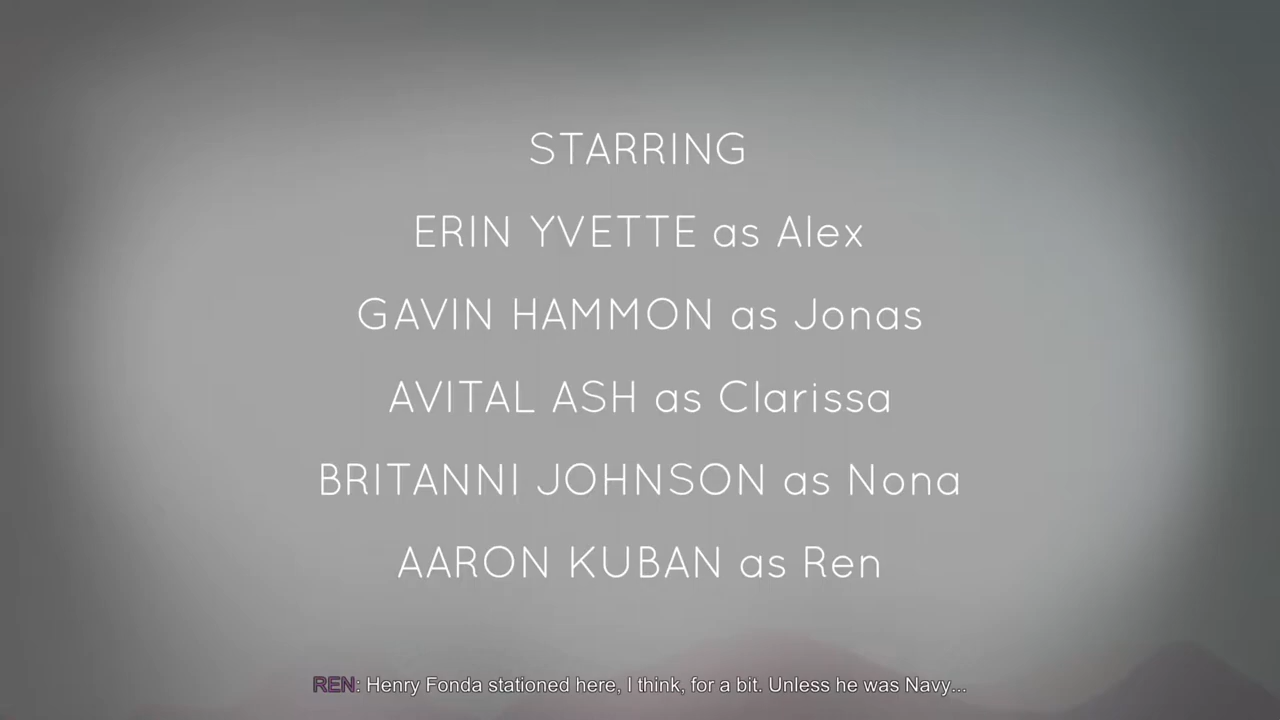 STARRING
ERIN YVETTE as Alex
GAVIN HAMMON as Jonas
AVITAL ASH as Clarissa
BRITANNI JOHNSON as Nona
AARON KUBAN as Ren
REN: Henry Fonda stationed here, I think, for a bit. Unless he was Navy...